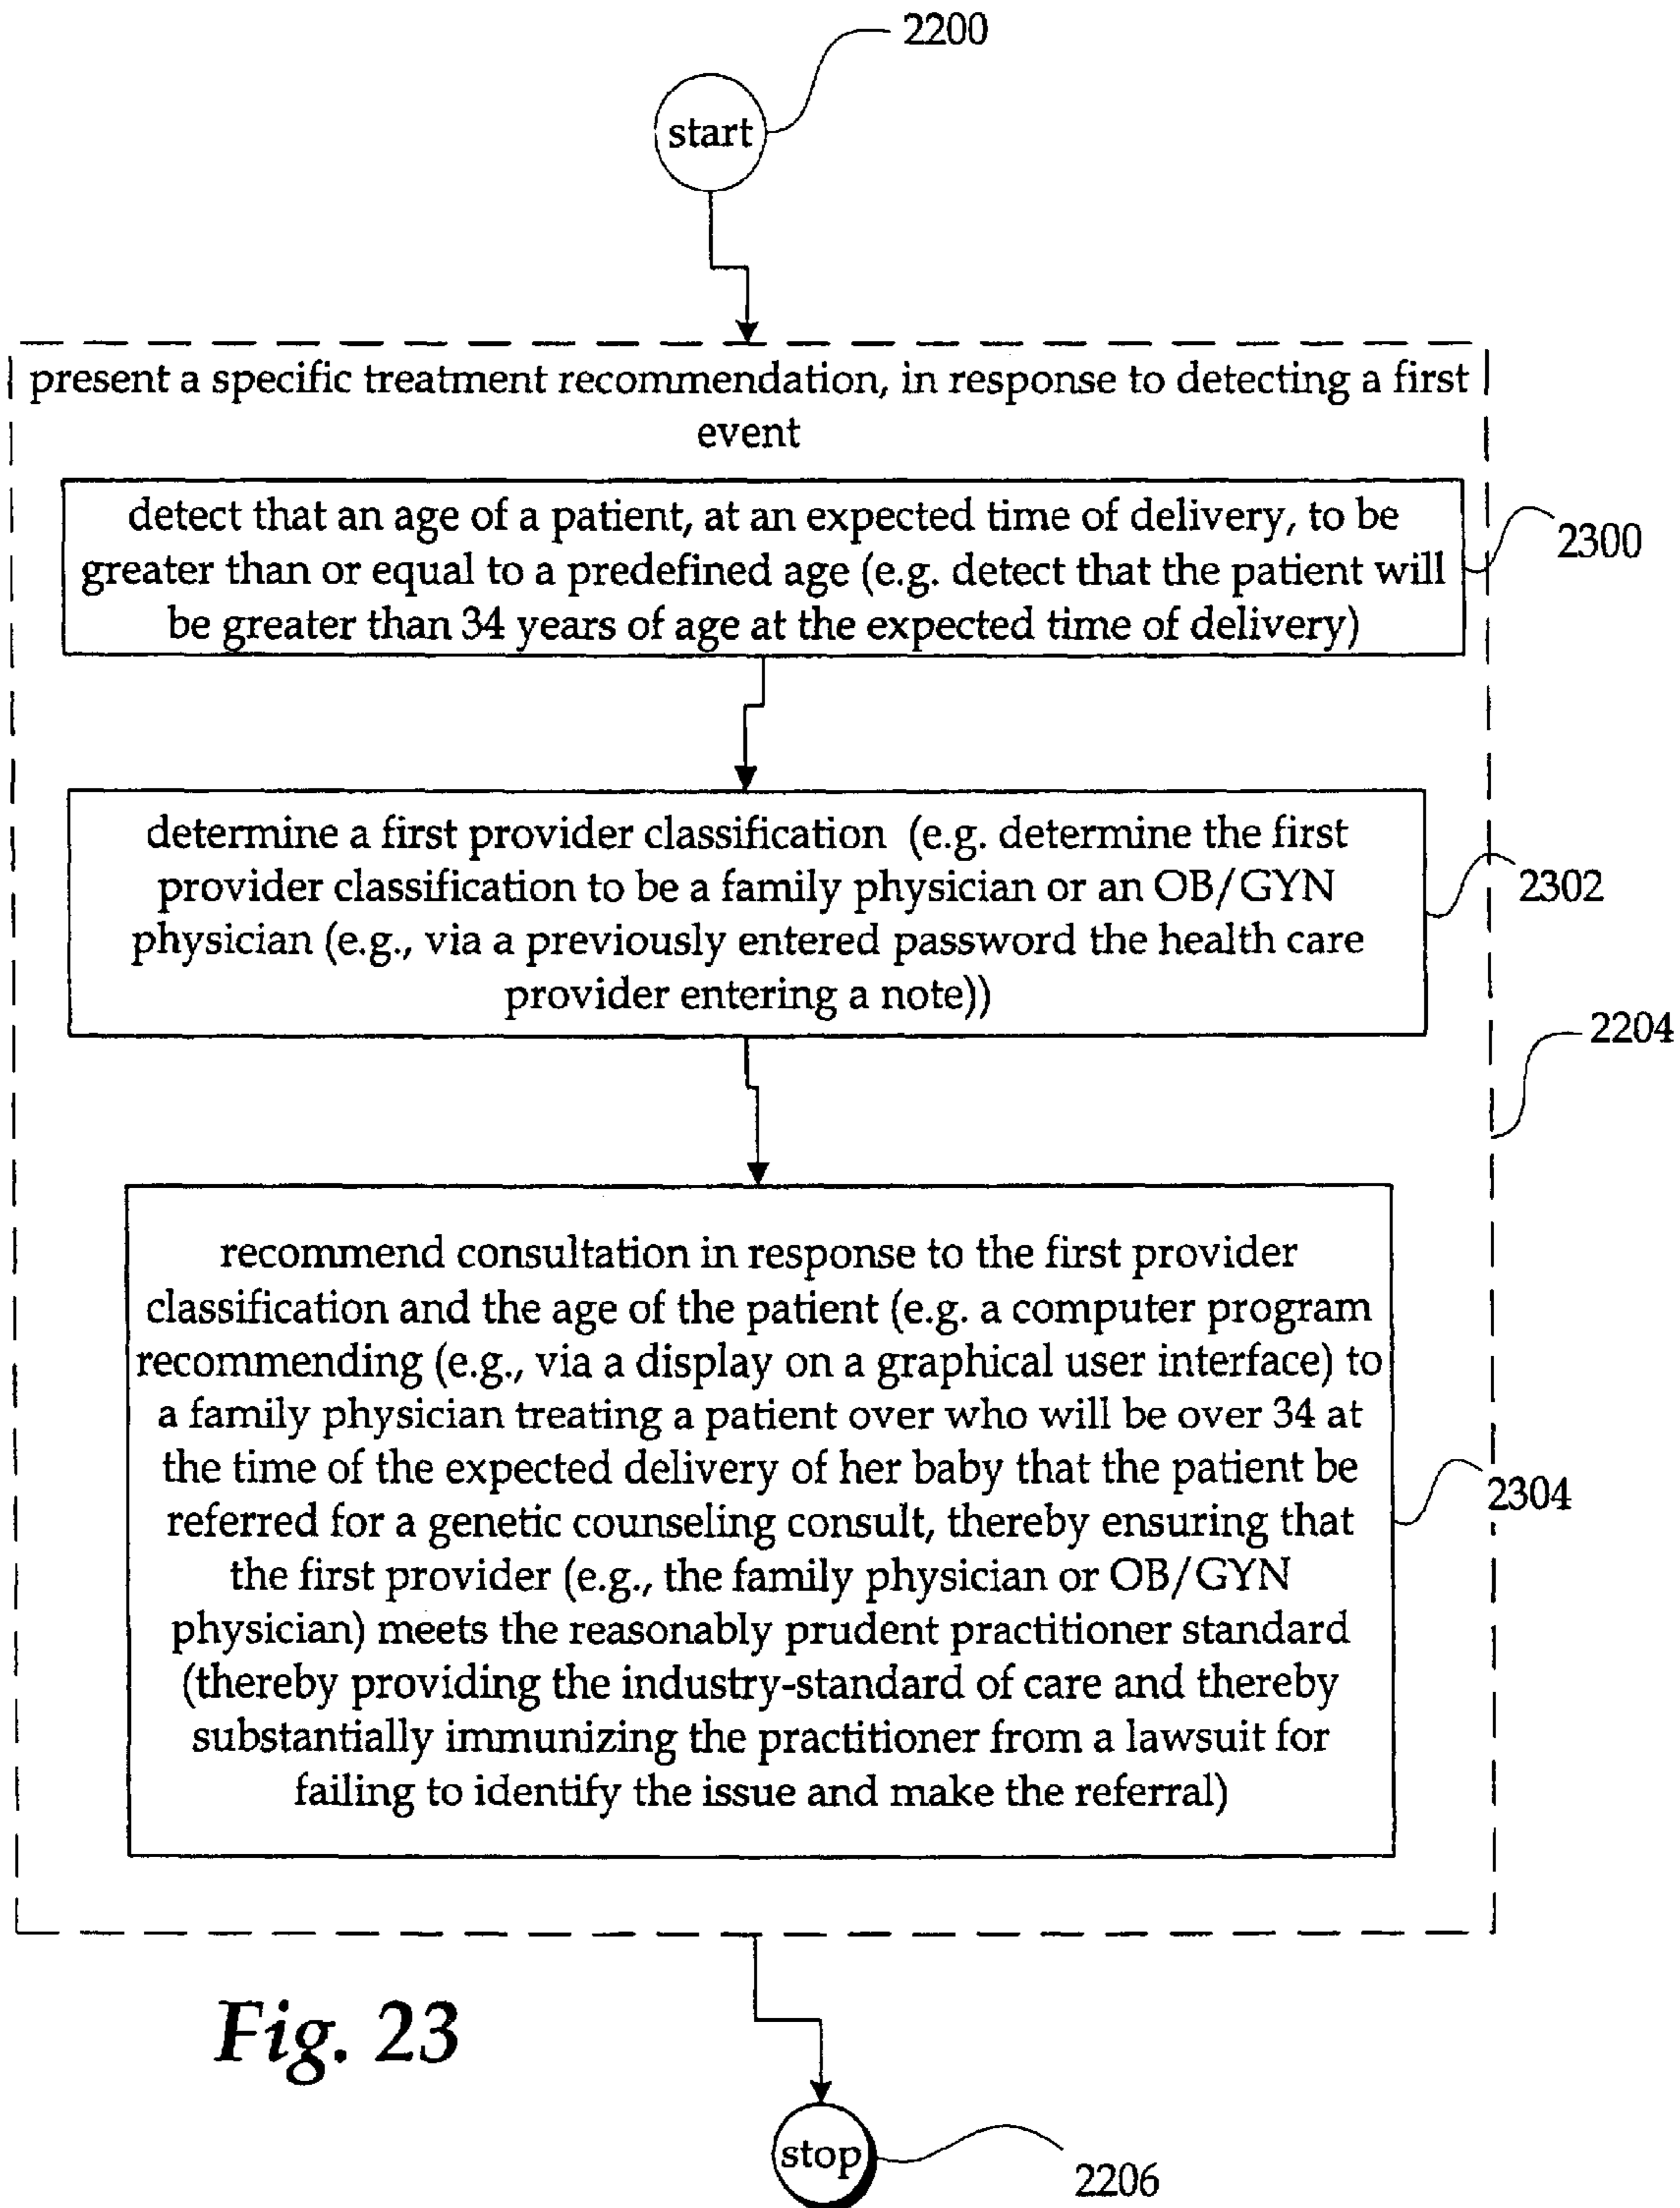 2200
start
present a specific treatment recommendation, in response to detecting a first
event
detect that an age of a patient, at an expected time of delivery, to be
greater than or equal to a predefined age (e.g. detect that the patient will
be greater than 34 years of age at the expected time of delivery)
2300
determine a first provider classification (e.g. determine the first
provider classification to be a family physician or an OB/GYN
physician (e.g., via a previously entered password the health care
provider entering a note))
2302
2204
recommend consultation in response to the first provider
classification and the age of the patient (e.g. a computer program
recommending (e.g., via a display on a graphical user interface) to
a family physician treating a patient over who will be over 34 at
the time of the expected delivery of her baby that the patient be
referred for a genetic counseling consult, thereby ensuring that
the first provider (e.g., the family physician or OB/GYN
physician) meets the reasonably prudent practitioner standard
(thereby providing the industry-standard of care and thereby
substantially immunizing the practitioner from a lawsuit for
failing to identify the issue and make the referral)
2304
Fig. 23
stop
2206